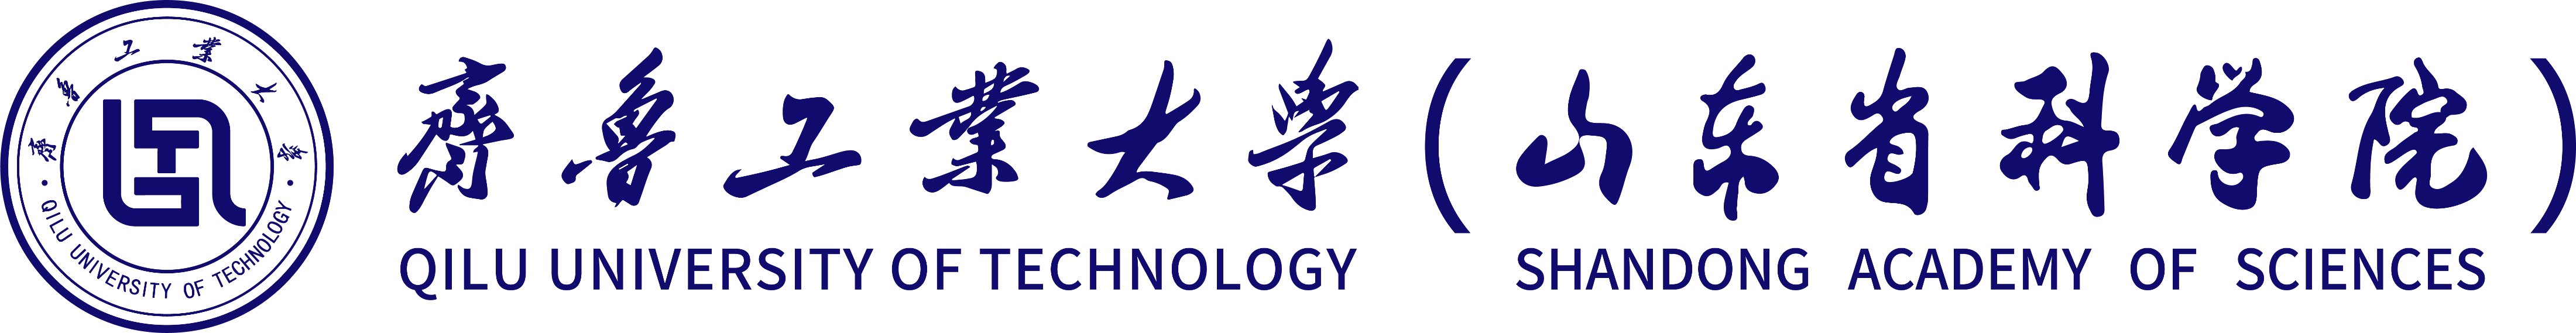 齊魯工業大學
QILU UNIVERSITY OF TECHNOLOGY
齊魯工業大學(山东省科学院)
QILU UNIVERSITY OF TECHNOLOGY SHANDONG ACADEMY OF SCIENCES